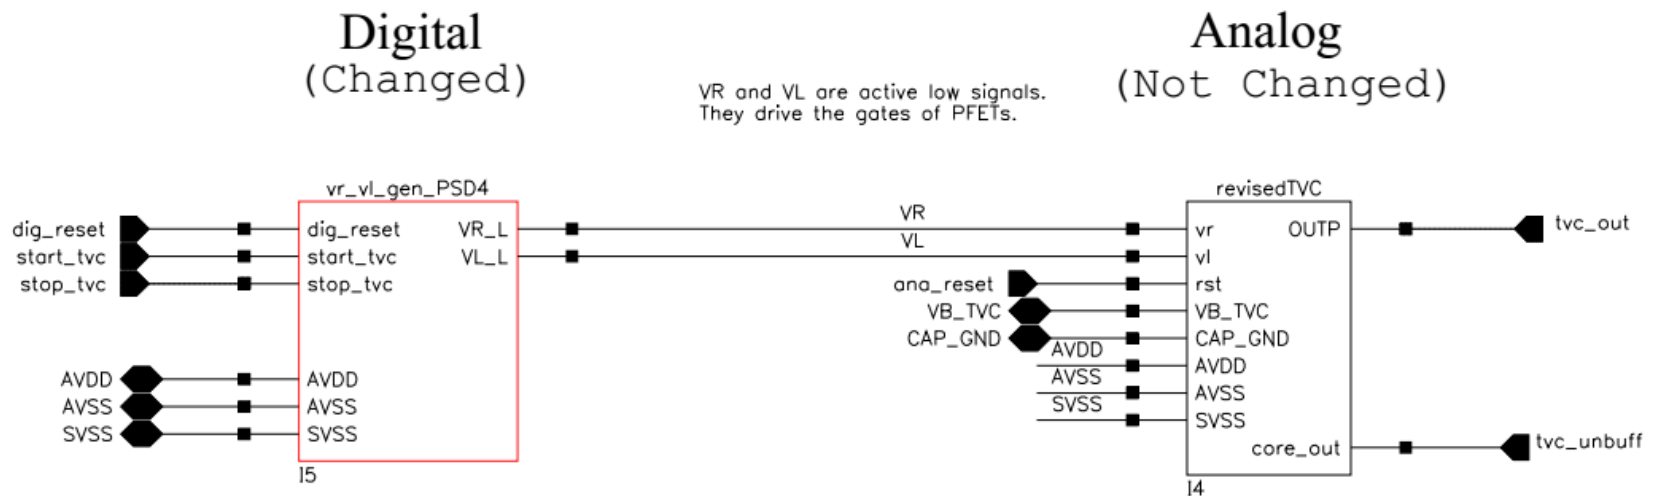 Digital
(Changed)
Analog
(Not Changed)
VR and VL are active low signals.
They drive the gates of PFETs.
vr_vl_gen_PSD4
dig_reset
start_tvc
stop_tvc
AVDD
AVSS
SVSS
dig_reset
start_tvc
stop_tvc
AVDD
AVSS
SVSS
VR_L
VL_L
I5
VR
VL
ana_reset
VB_TVC
CAP_GND
AVDD
AVSS
SVSS
revisedTVC
vr
vl
rst
VB_TVC
CAP_GND
AVDD
AVSS
SVSS
OUTP
core_out
I4
tvc_out
tvc_unbuff